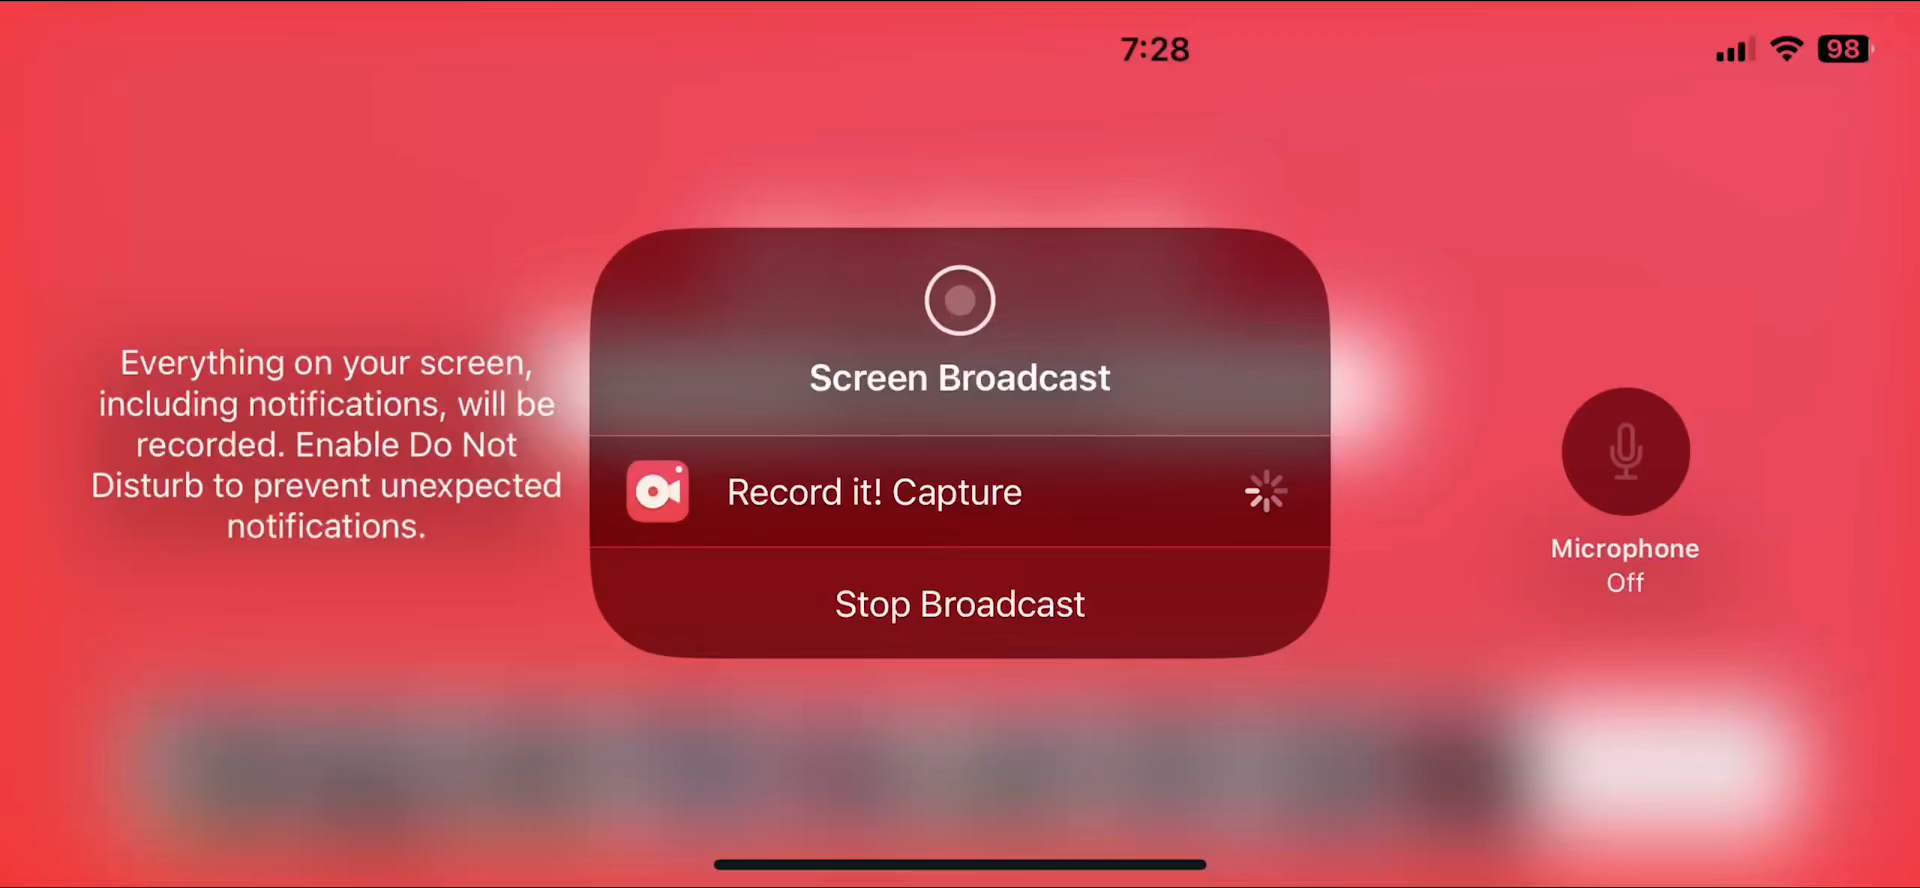 7:28
98
Everything on your screen,
including notifications, will be
recorded. Enable Do Not
Disturb to prevent unexpected
notifications.
Screen Broadcast
Record it! Capture
Stop Broadcast
Microphone
Off